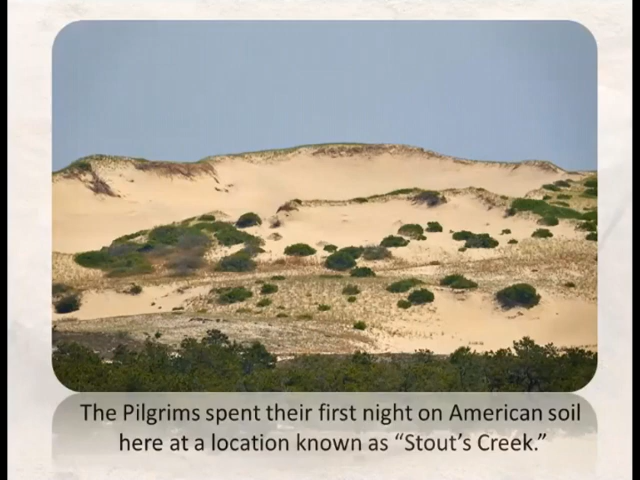 The Pilgrims spent their first night on American soil
here at a location known as “Stout’s Creek.”